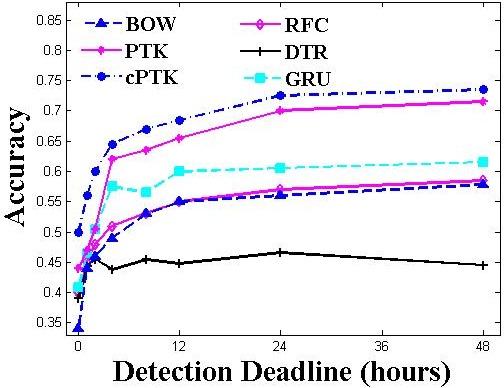 BOW
PTK
cPTK
RFC
DTR
GRU
0.85
0.8
0.75
0.7
0.65
0.6
0.55
0.5
0.45
0.4
0.35
Accuracy
0 12 24 36 48
Detection Deadline (hours)